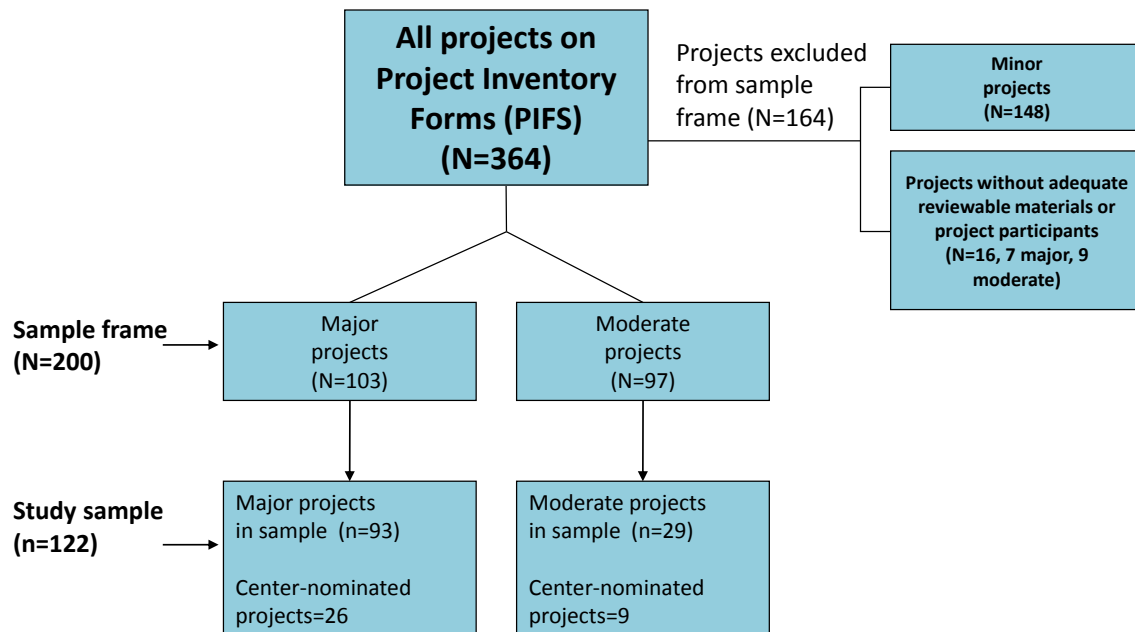 All projects on
Project Inventory
Forms (PIFS)
(N=364)
Projects excluded
from sample
frame (N=164)
Minor
projects
(N=148)
Projects without adequate
reviewable materials or
project participants
(N=16, 7 major, 9
moderate)
Sample frame
(N=200)
Major
projects
(N=103)
Moderate
projects
(N=97)
Study sample
(n=122)
Major projects
in sample (n=93)
Center-nominated
projects=26
Moderate projects
in sample (n=29)
Center-nominated
projects=9